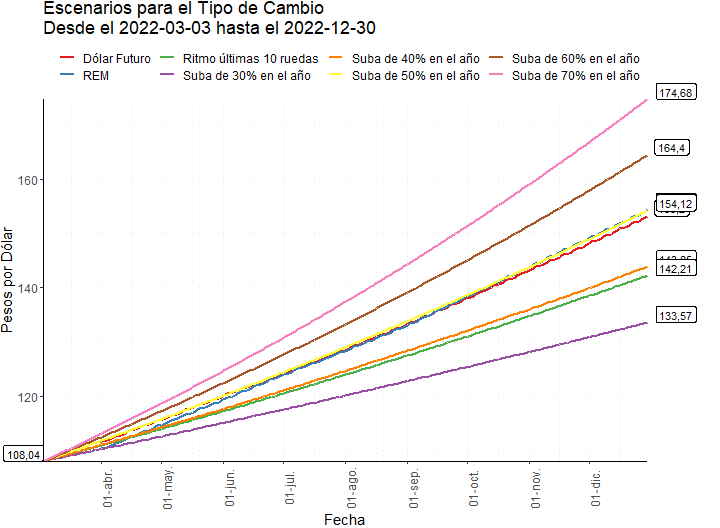 Escenarios para el Tipo de Cambio
Desde el 2022-03-03 hasta el 2022-12-30
Dólar Futuro Ritmo últimas 10 ruedas Suba de 40% en el año Suba de 60% en el año
REM Suba de 30% en el año Suba de 50% en el año Suba de 70% en el año
174,68
164,4
160
154,12
Pesos por Dólar
140
142,21
133,57
120
108,04
01-abr. 01-may. 01-jun. 01-jul. 01-ago. 01-sep. 01-oct. 01-nov. 01-dic.
Fecha